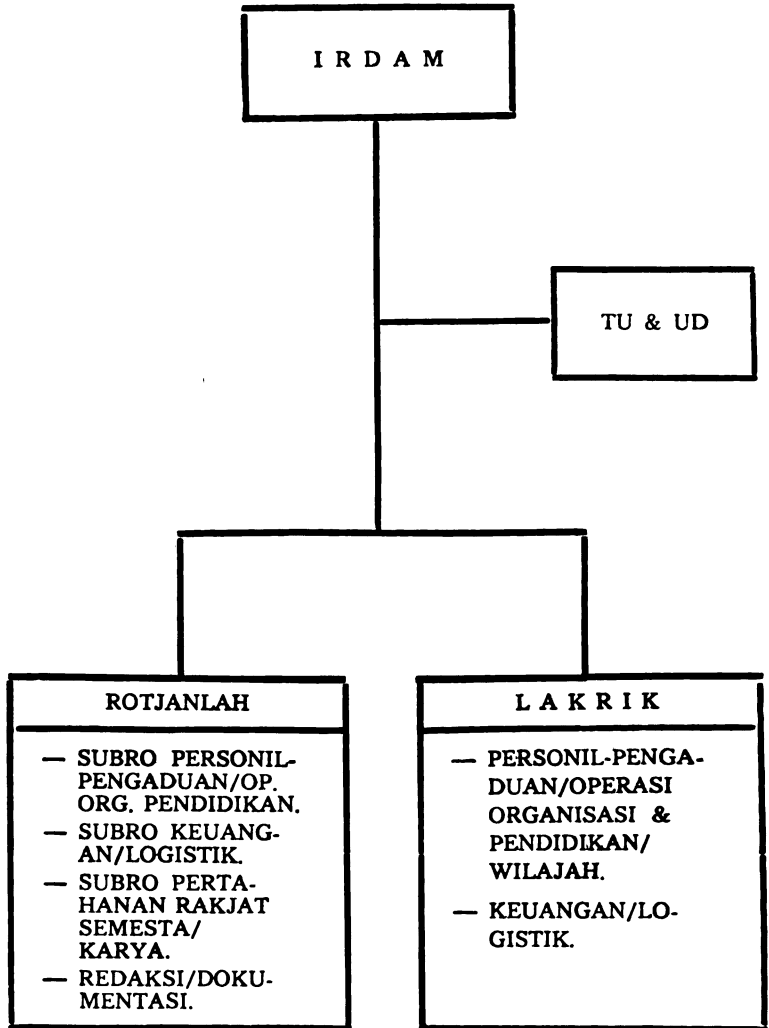 I R D A M
TU & UD
ROTJANLAH
— SUBRO PERSONIL-
PENGADUAN/OP.
ORG. PENDIDIKAN.
— SUBRO KEUANG-
AN/LOGISTIK.
— SUBRO PERTA-
HANAN RAKJAT
SEMESTA/
KARYA.
— REDAKSI/DOKU-
MENTASI.
L A K R I K
— PERSONIL-PENGA-
DUAN/OPERASI
ORGANISASI &
PENDIDIKAN/
WILAJAH.
— KEUANGAN/LO-
GISTIK.